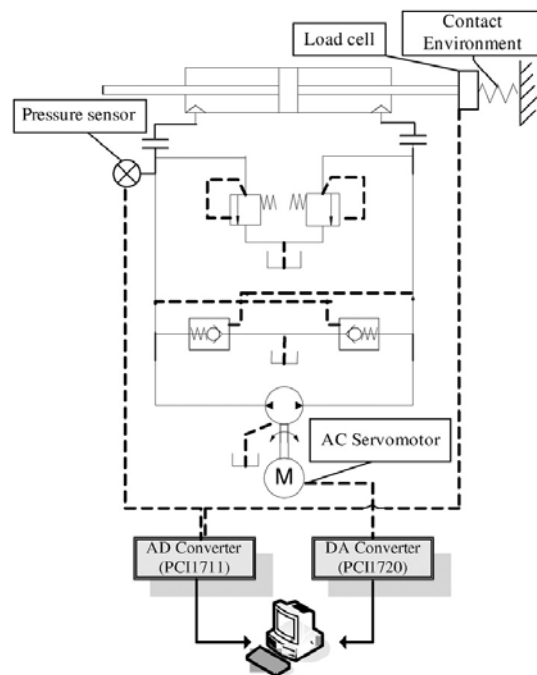 Contact
Environment
Load cell
Pressure sensor
AC Servomotor
M
AD Converter
(PCI1711)
DA Converter
(PCI1720)